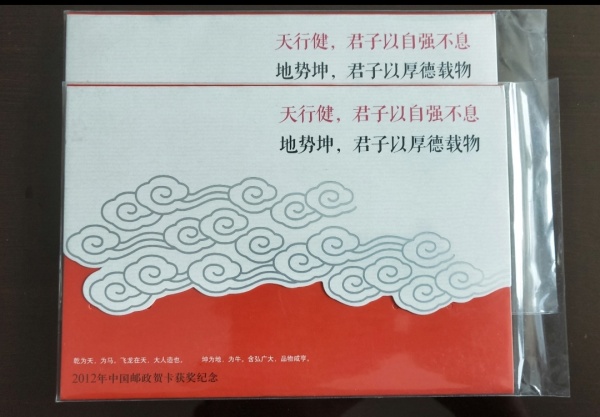 天行健，君子以自强不息
地势坤，君子以厚德载物
天行健，君子以自强不息
地势坤，君子以厚德载物
乾为天、为马，飞龙在天，大人造也。 坤为地、为牛。含弘广大，品物咸亨。
2012年中国邮政贺卡获奖纪念